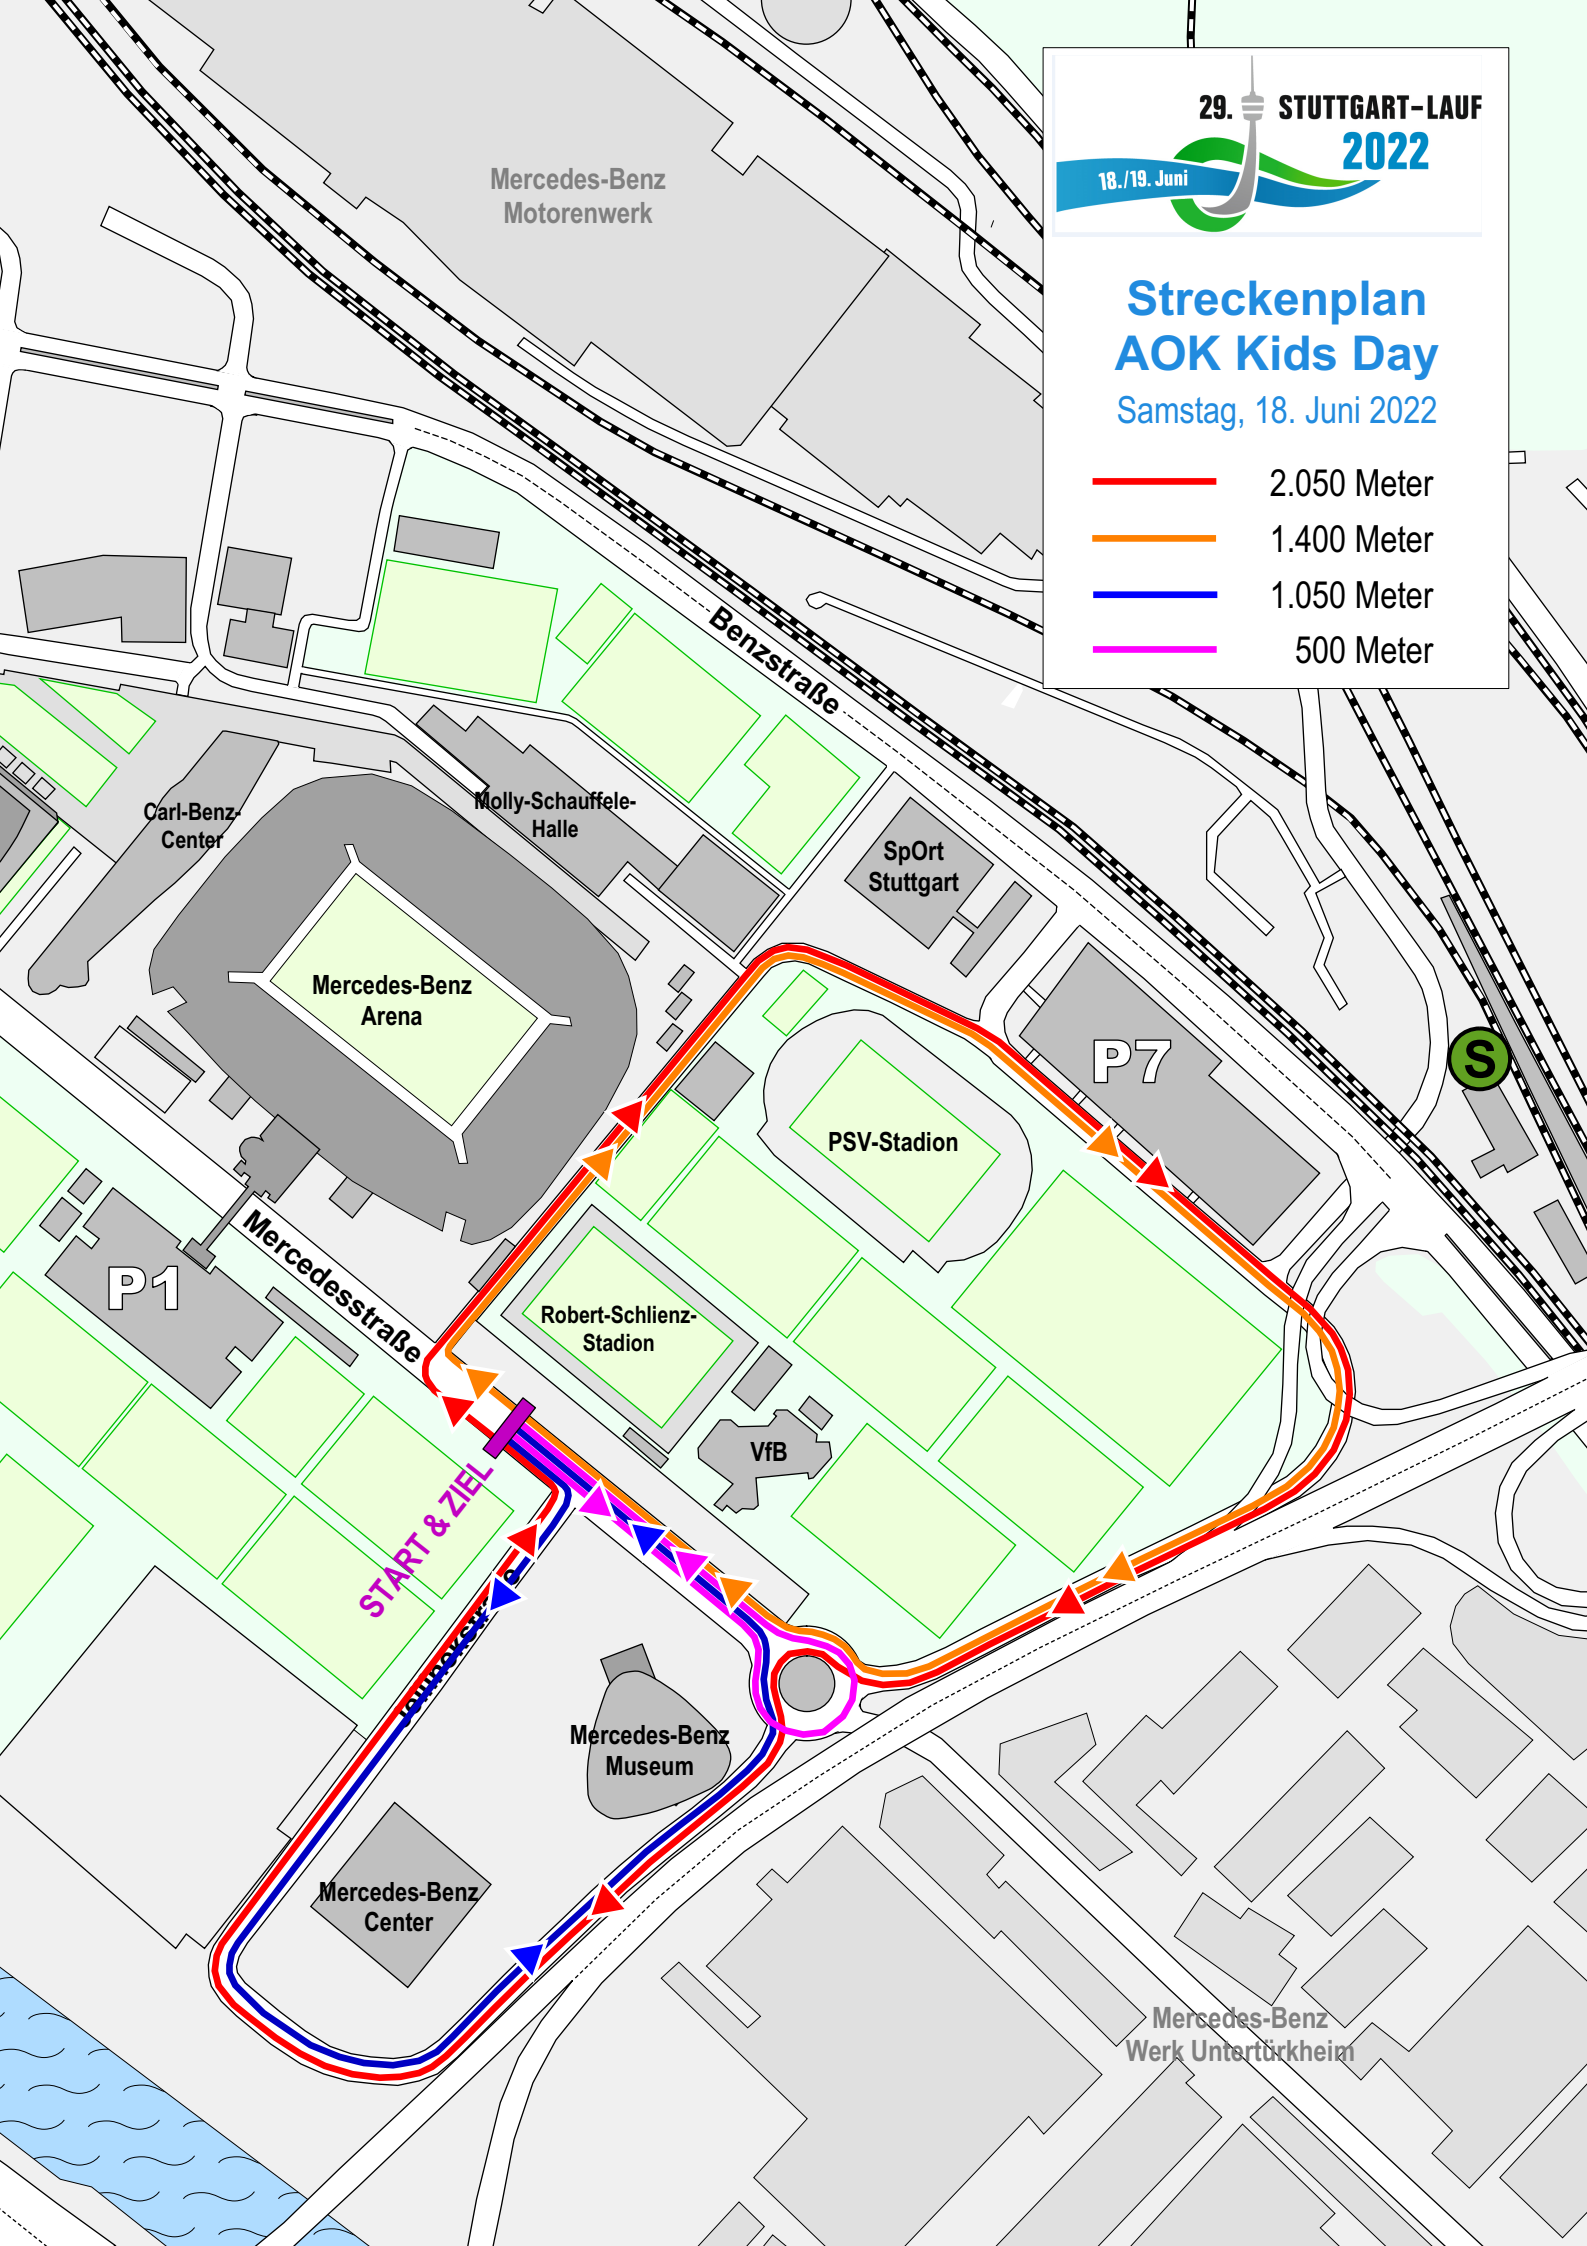 29. STUTTGART-LAUF
2022
18./19. Juni
Streckenplan
AOK Kids Day
Samstag, 18. Juni 2022
2.050 Meter
1.400 Meter
1.050 Meter
500 Meter
Mercedes-Benz
Motorenwerk
Benzstraße
Carl-Benz-
Center
Molly-Schauffele-
Halle
SpOrt
Stuttgart
Mercedes-Benz
Arena
P7
S
PSV-Stadion
Mercedesstraße
P1
Robert-Schlienz-
Stadion
VfB
START & ZIEL
Mercedes-Benz
Museum
Mercedes-Benz
Center
Mercedes-Benz
Werk Untertürkheim